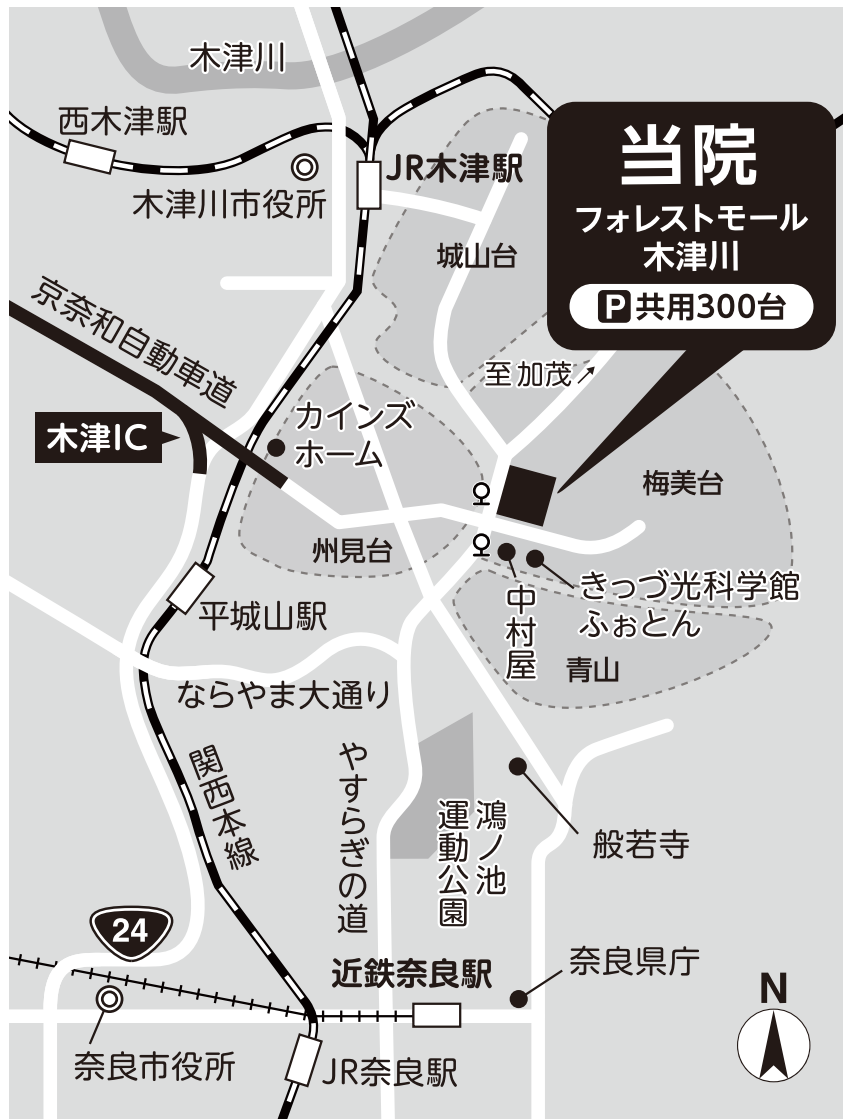 木津川
西木津駅
木津川市役所
JR木津駅
当院
フォレストモール
木津川
P共用300台
城山台
京奈和自動車道
至加茂↗
木津IC
カインズ
ホーム
梅美台
州見台
きっづ光科学館
ふぉとん
中村屋
平城山駅
青山
ならやま大通り
関西本線
やすらぎの道
鴻ノ池
運動公園
般若寺
24
近鉄奈良駅
奈良県庁
N
奈良市役所
JR奈良駅